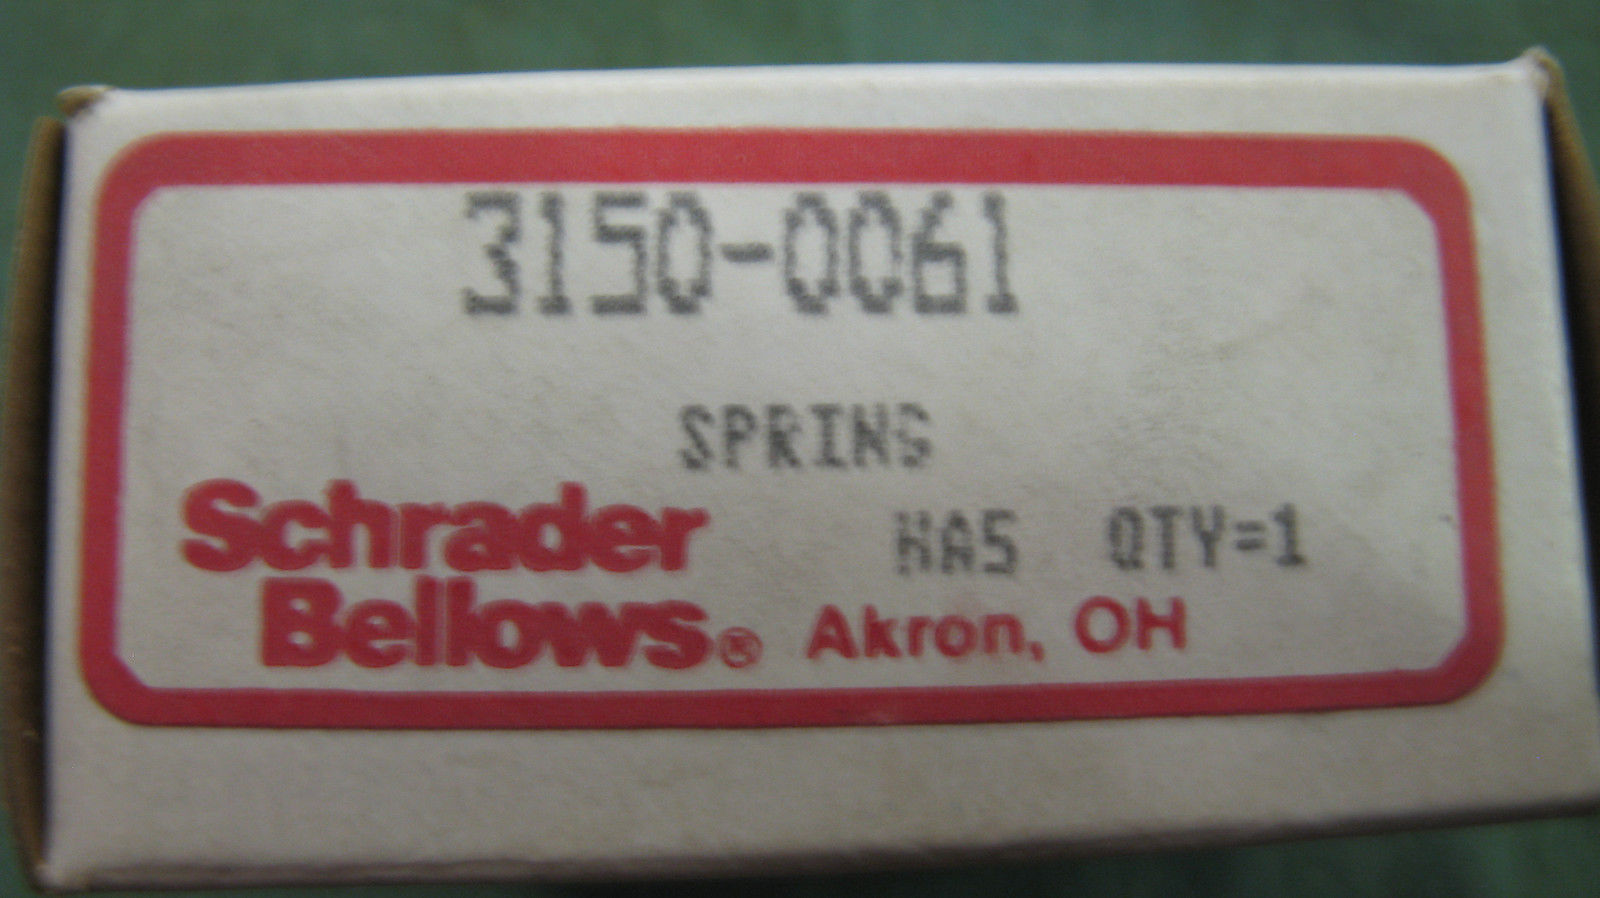 3150-0061
SPRING
HA5 QTY=1
Schrader
Bellows® Akron, OH